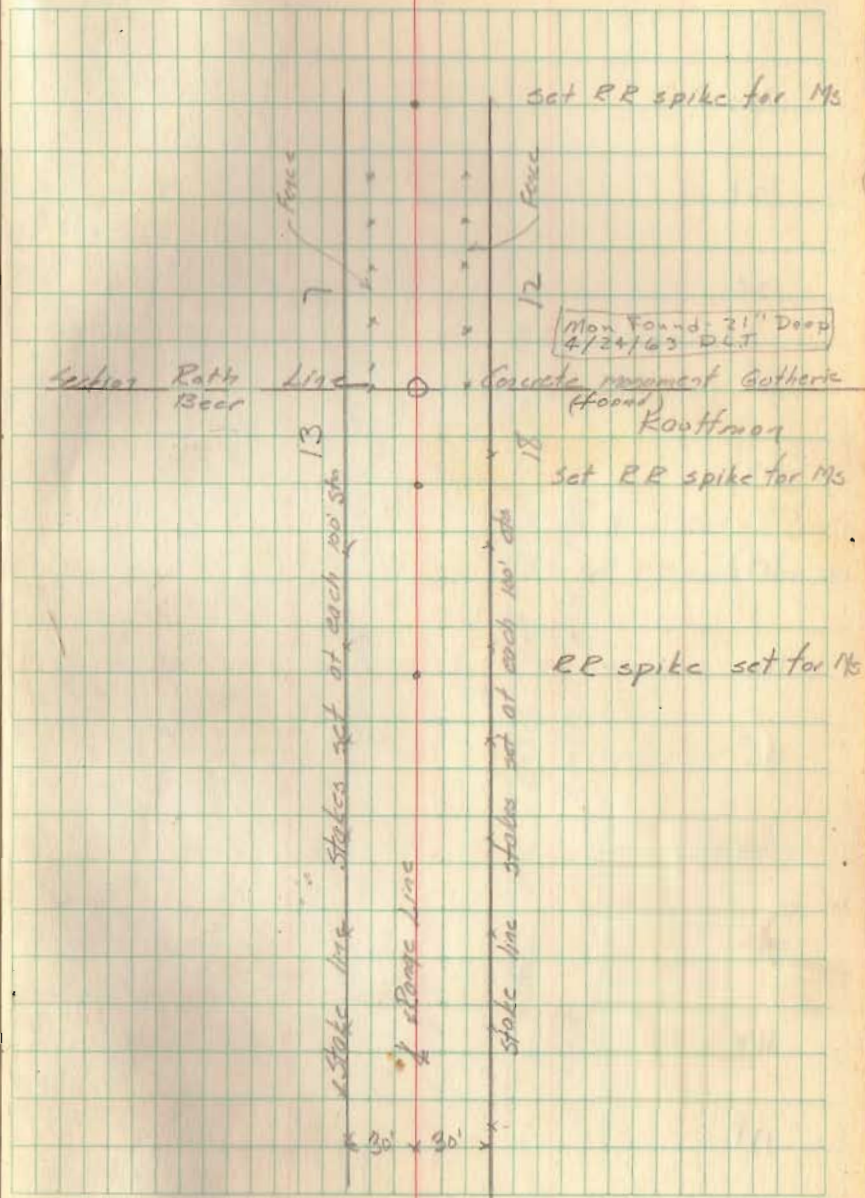 Set RR spike for Ms
Fence
Fence
7
12
Mon Found - 21" Deep
4/24/63 DLJ
Section Line
Roth
Beer
Concrete monument
(found)
Gutherie
Kauffman
13
18
Set RR spike for Ms
RR spike set for Ms
Stake line Stakes set at each 100' sta
Range Line
Stake line stakes set at each 100' sta
30' 30'